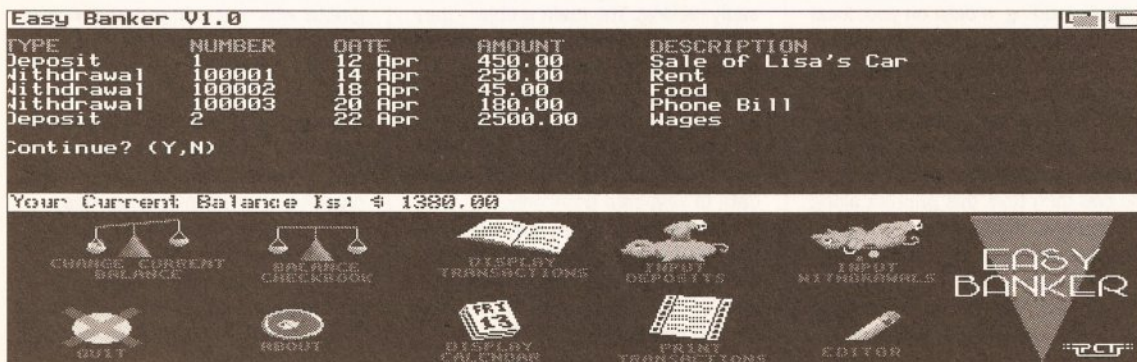 Easy Banker V1.0
TYPE NUMBER DATE AMOUNT DESCRIPTION
Deposit 1 12 Apr 450.00 Sale of Lisa's Car
Withdrawal 100001 14 Apr 250.00 Rent
Withdrawal 100002 18 Apr 45.00 Food
Withdrawal 100003 20 Apr 180.00 Phone Bill
Deposit 2 22 Apr 2500.00 Wages
Continue? (Y,N)
Your Current Balance Is: $ 1380.00
CHANGE CURRENT BALANCE
BALANCE CHECKBOOK
DISPLAY TRANSACTIONS
INPUT DEPOSITS
INPUT WITHDRAWALS
EASY BANKER
QUIT
ABOUT
FRI 13
DISPLAY CALENDAR
PRINT TRANSACTIONS
EDITOR
PCT